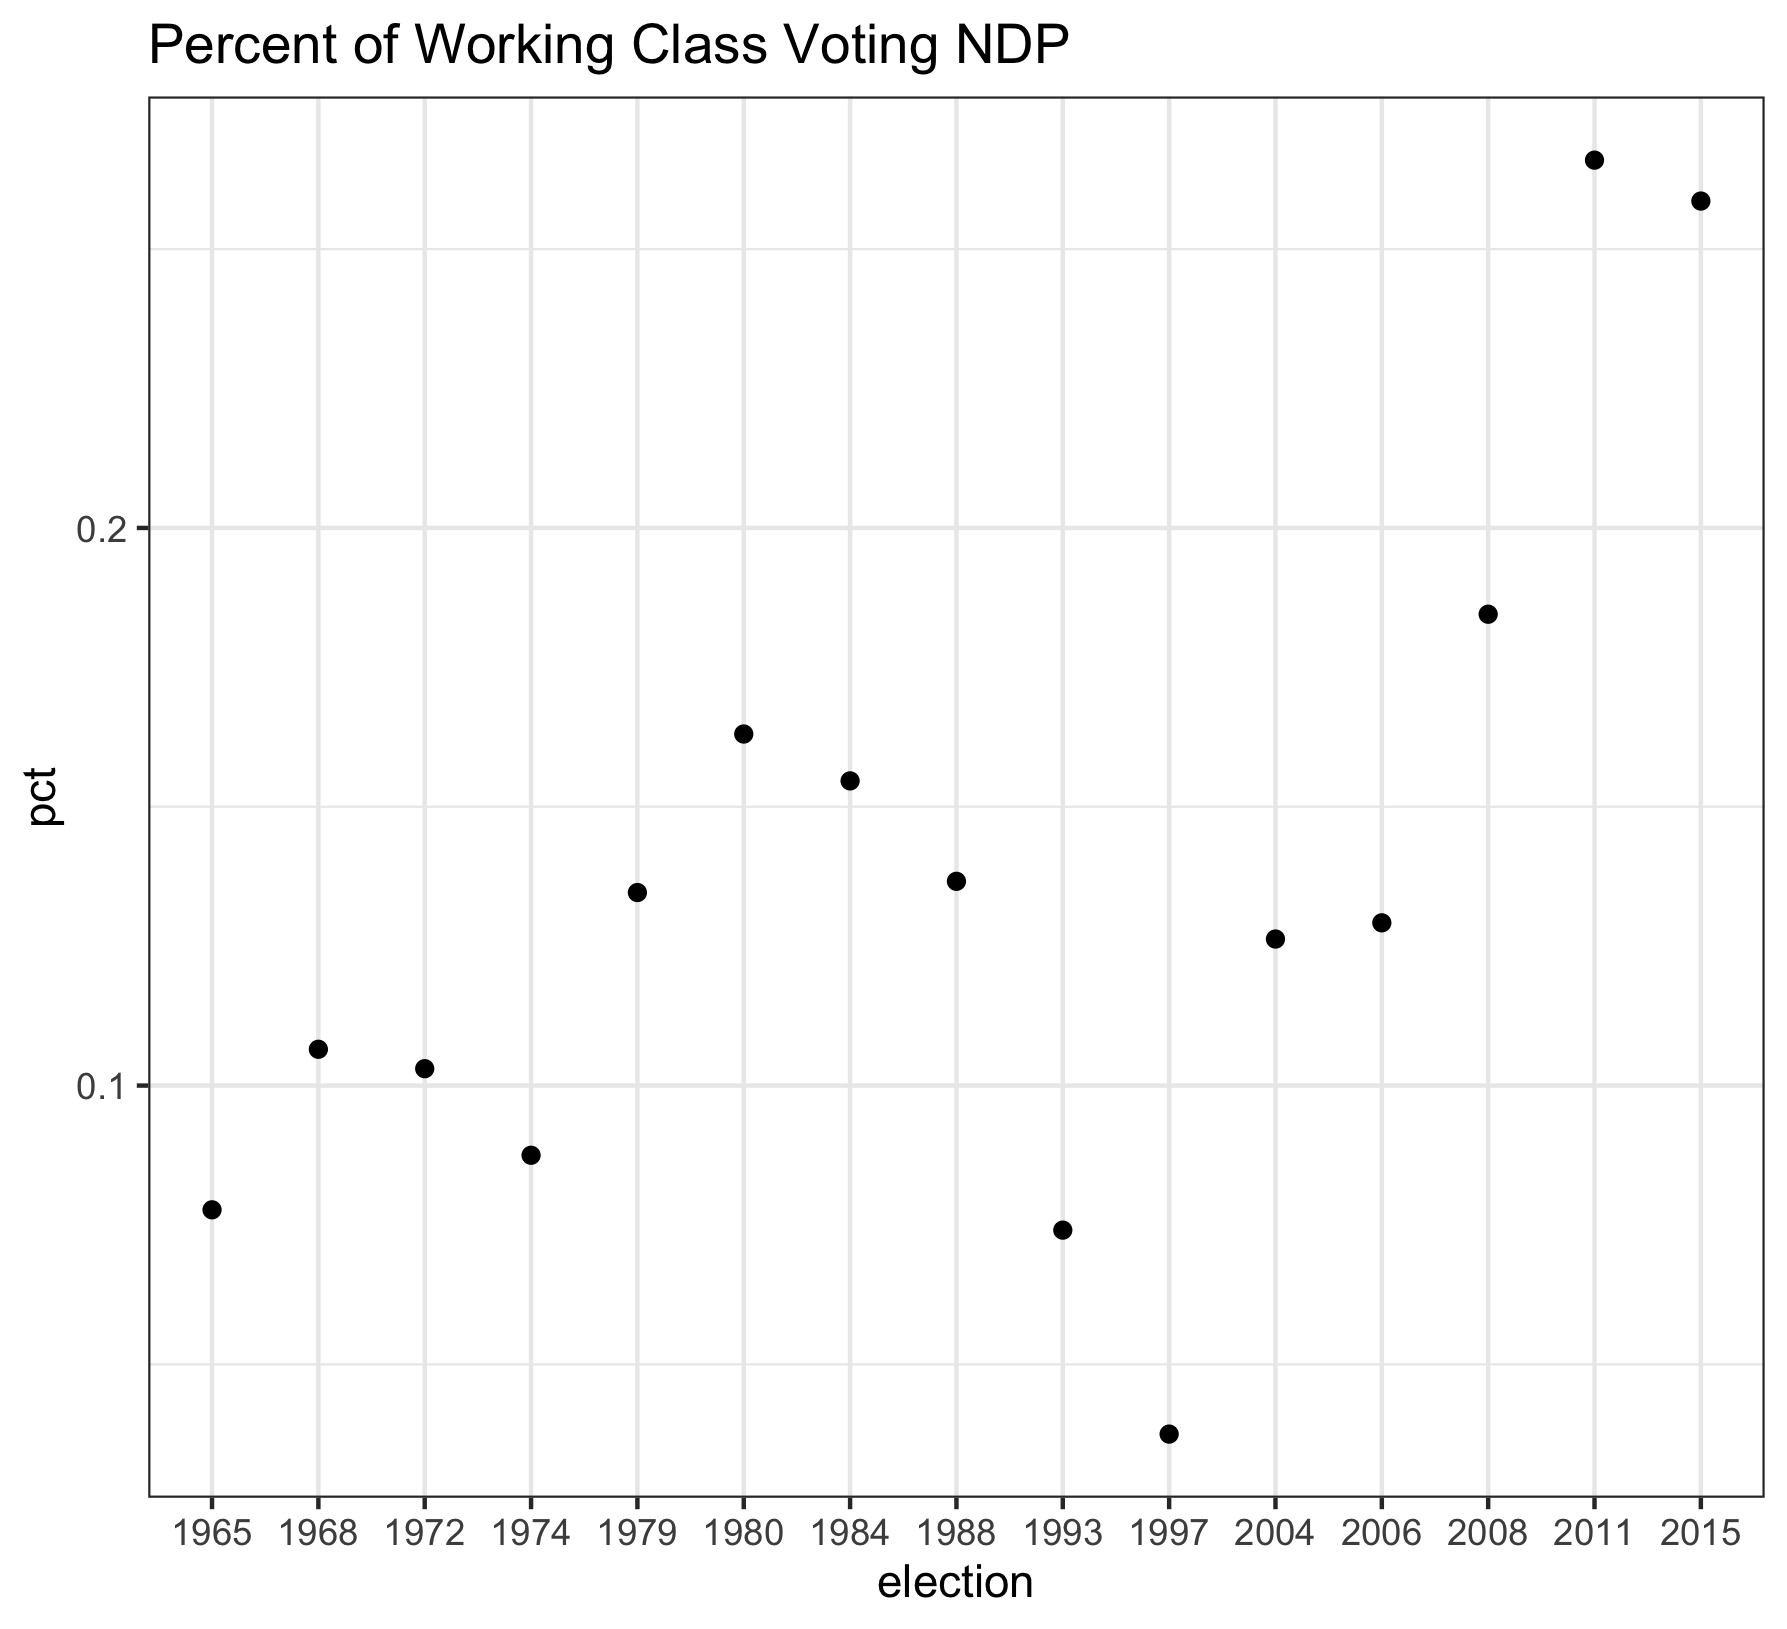 Percent of Working Class Voting NDP
pct
0.2
0.1
1965 1968 1972 1974 1979 1980 1984 1988 1993 1997 2004 2006 2008 2011 2015
election